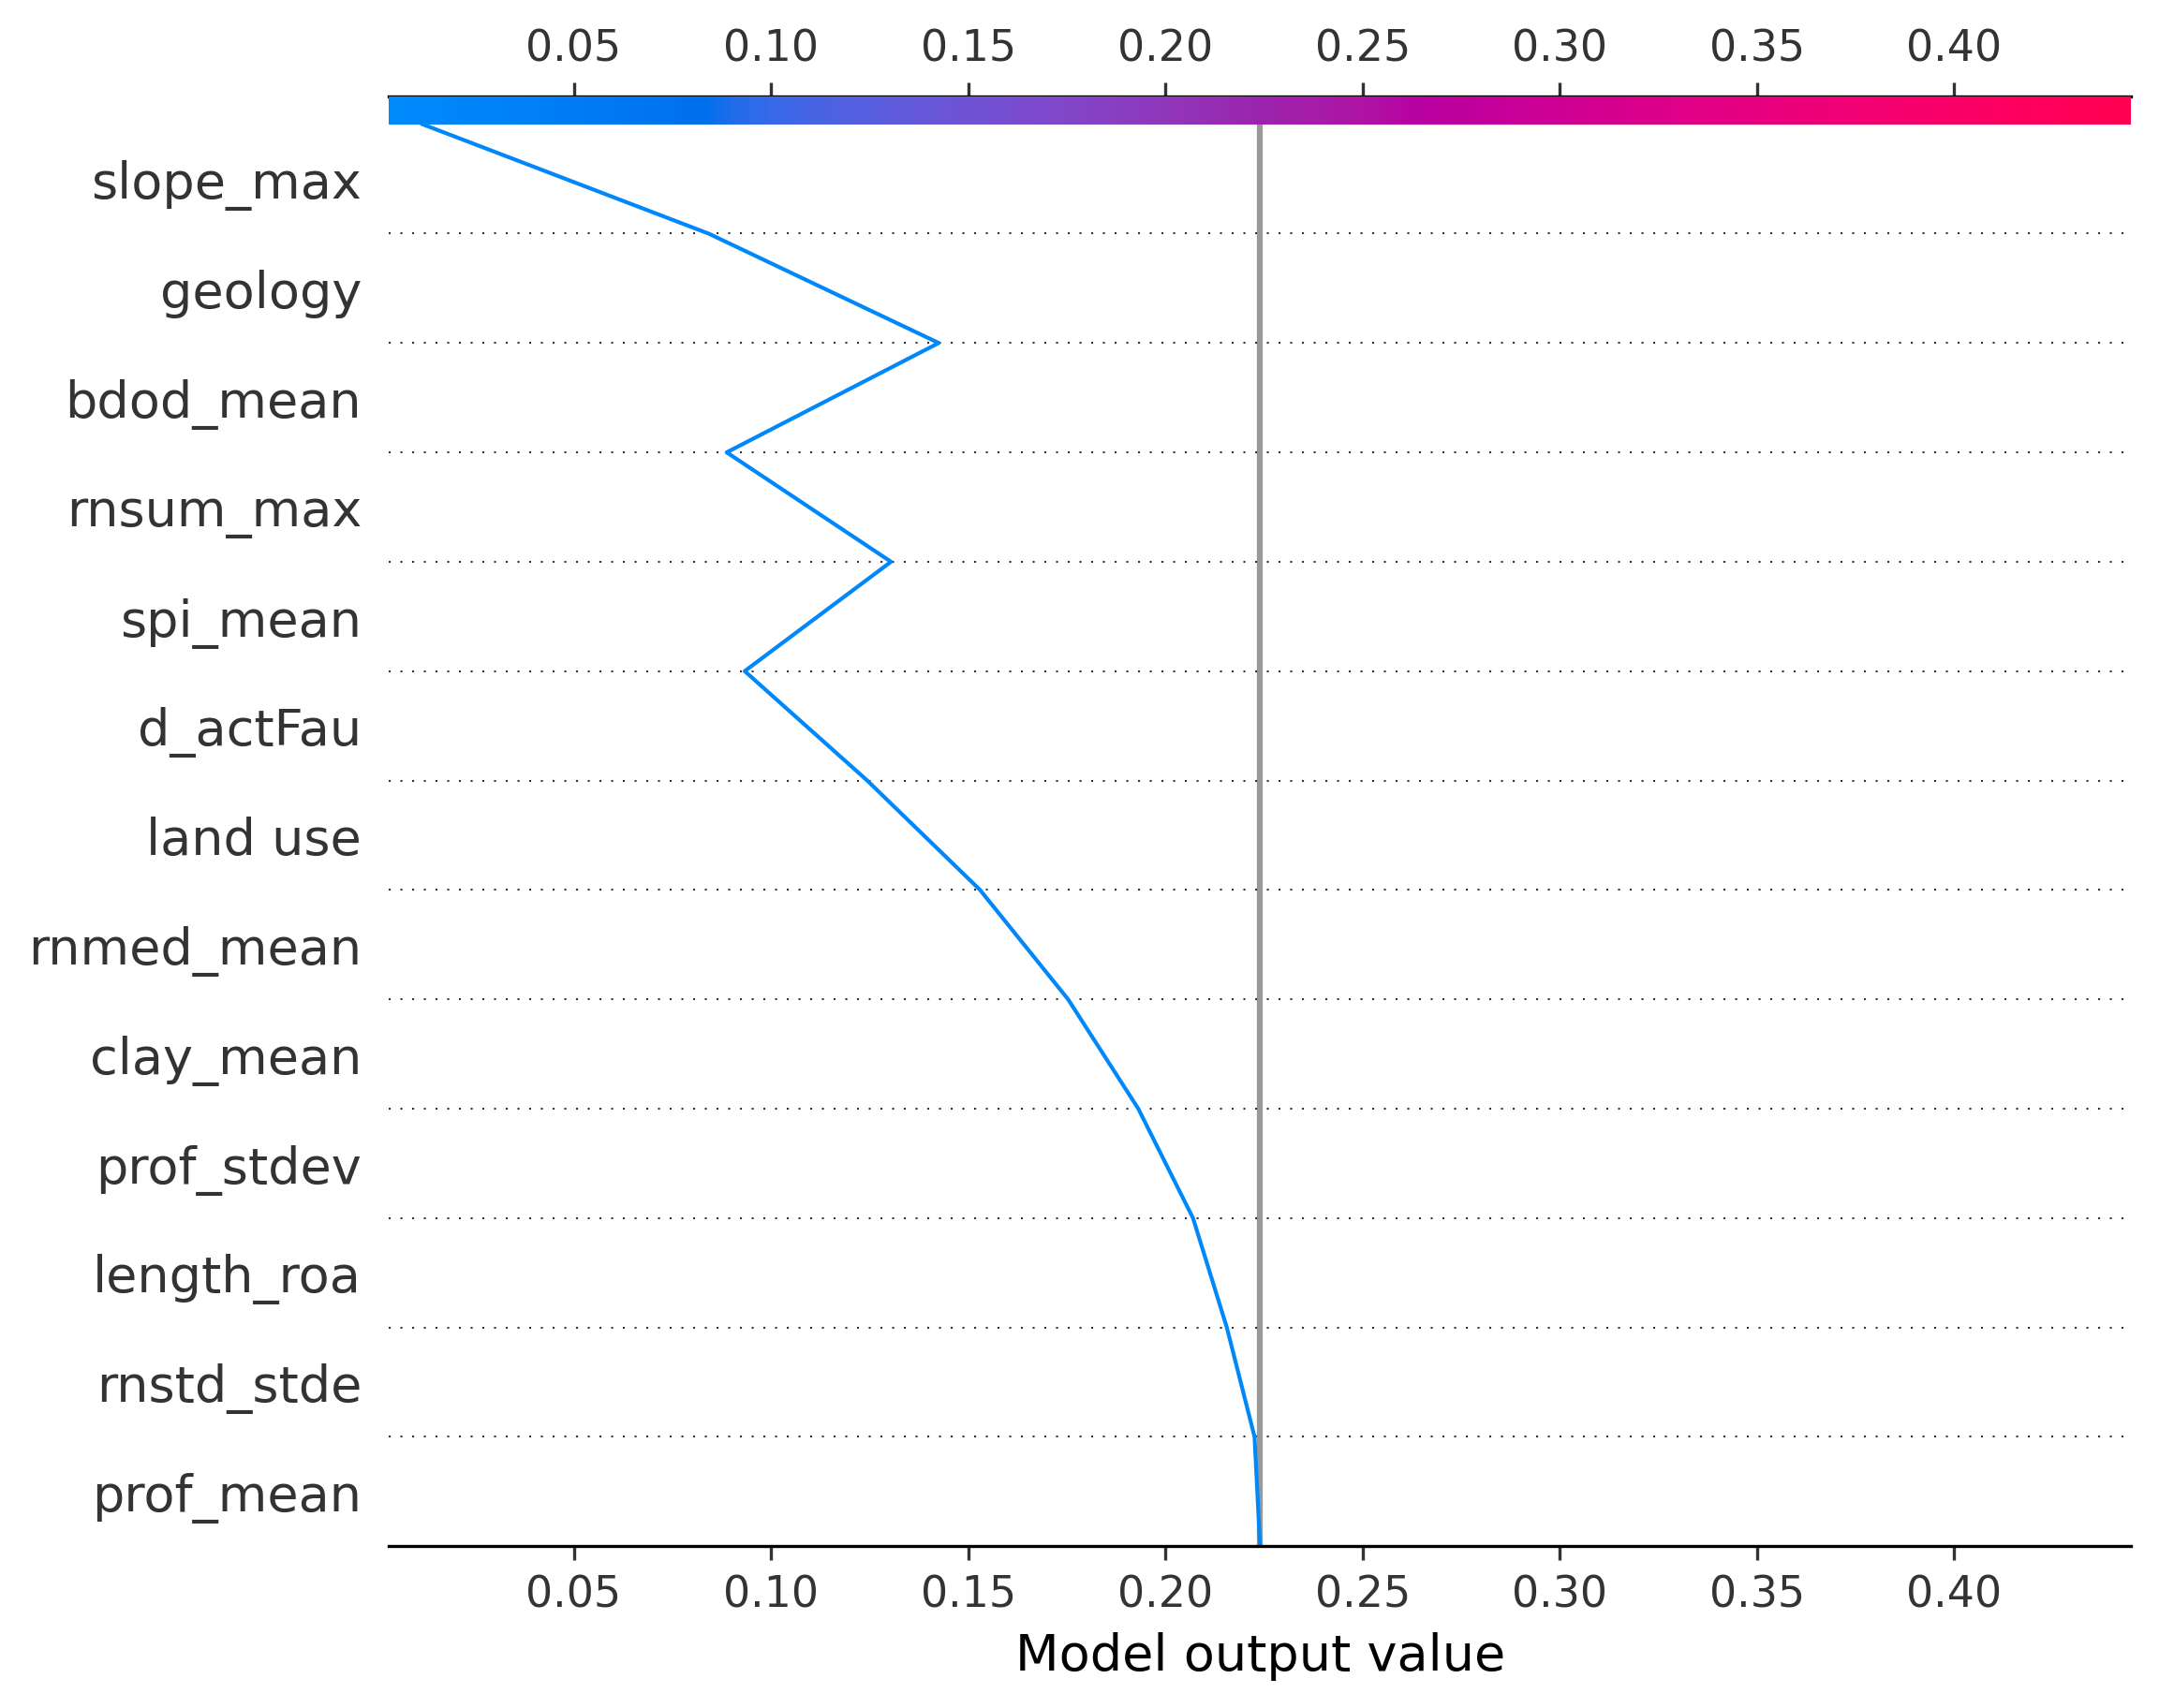 0.05 0.10 0.15 0.20 0.25 0.30 0.35 0.40
slope_max
geology
bdod_mean
rnsum_max
spi_mean
d_actFau
land use
rnmed_mean
clay_mean
prof_stdev
length_roa
rnstd_stde
prof_mean
0.05 0.10 0.15 0.20 0.25 0.30 0.35 0.40
Model output value